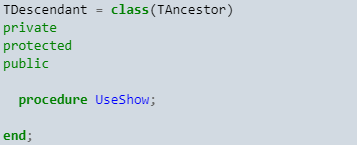 TDescendant = class(TAncestor)
private
protected
public
procedure UseShow;
end;